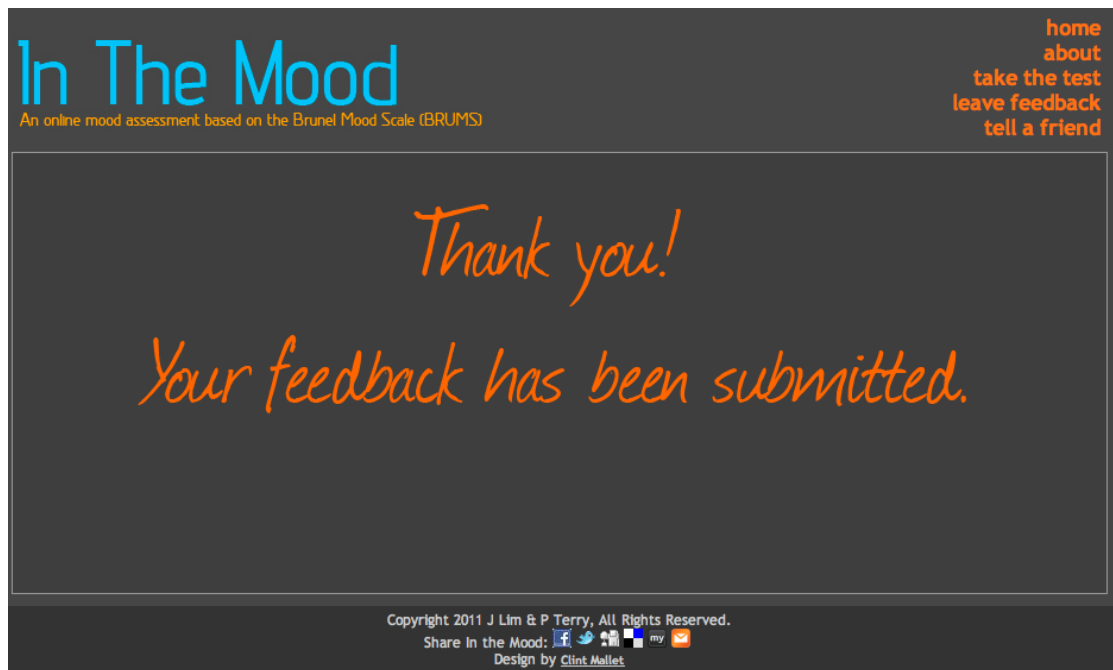 In The Mood
An online mood assessment based on the Brunel Mood Scale (BRUMS)
home
about
take the test
leave feedback
tell a friend
Thank you!
Your feedback has been submitted.
Copyright 2011 J Lim & P Terry, All Rights Reserved.
Share In the Mood: my
Design by Clint Mallet